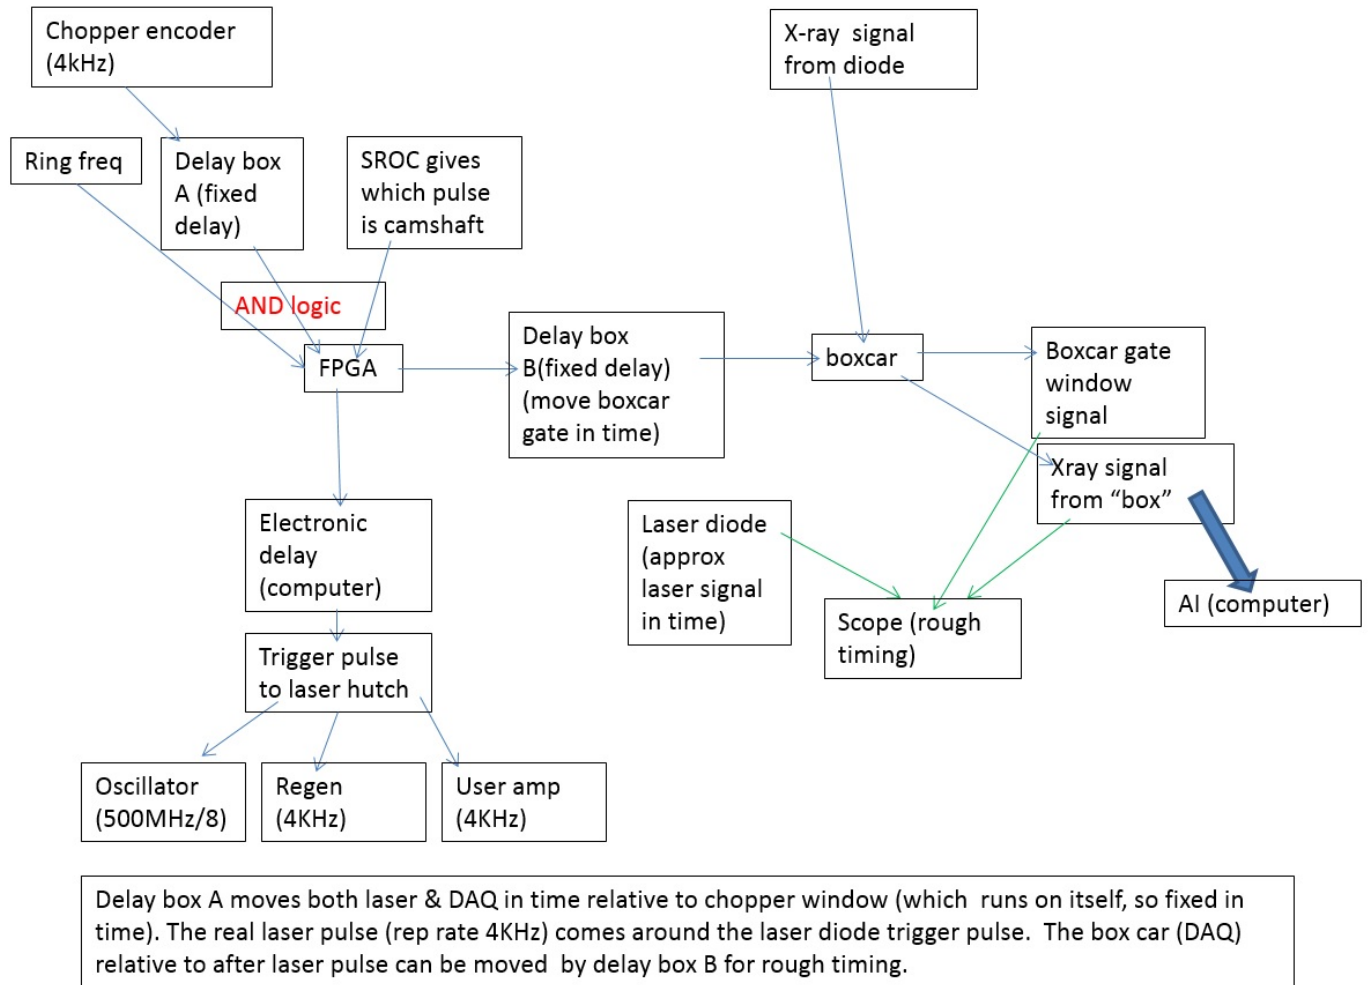 Chopper encoder
(4kHz)
X-ray  signal
from diode
Ring freq
Delay box
A (fixed
delay)
SROC gives
which pulse
is camshaft
AND logic
FPGA
Delay box
B(fixed delay)
(move boxcar
gate in time)
boxcar
Boxcar gate
window
signal
Xray signal
from “box”
Electronic
delay
(computer)
Laser diode
(approx
laser signal
in time)
Scope (rough
timing)
AI (computer)
Trigger pulse
to laser hutch
Oscillator
(500MHz/8)
Regen
(4KHz)
User amp
(4KHz)
Delay box A moves both laser & DAQ in time relative to chopper window (which  runs on itself, so fixed in
time). The real laser pulse (rep rate 4KHz) comes around the laser diode trigger pulse.  The box car (DAQ)
relative to after laser pulse can be moved  by delay box B for rough timing.